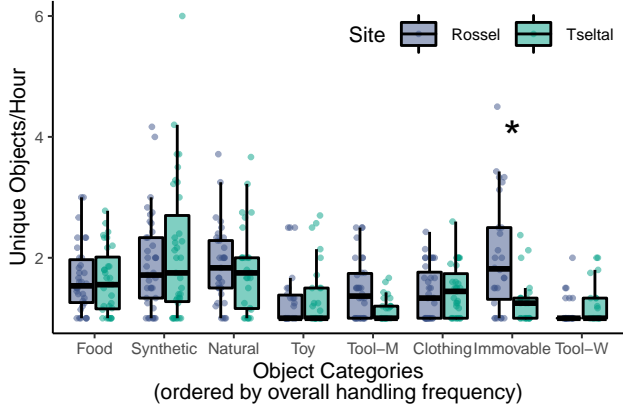 Site Rossel Tseltal
*
6
4
2
Unique Objects/Hour
Food Synthetic Natural Toy Tool–M Clothing Immovable Tool–W
Object Categories
(ordered by overall handling frequency)